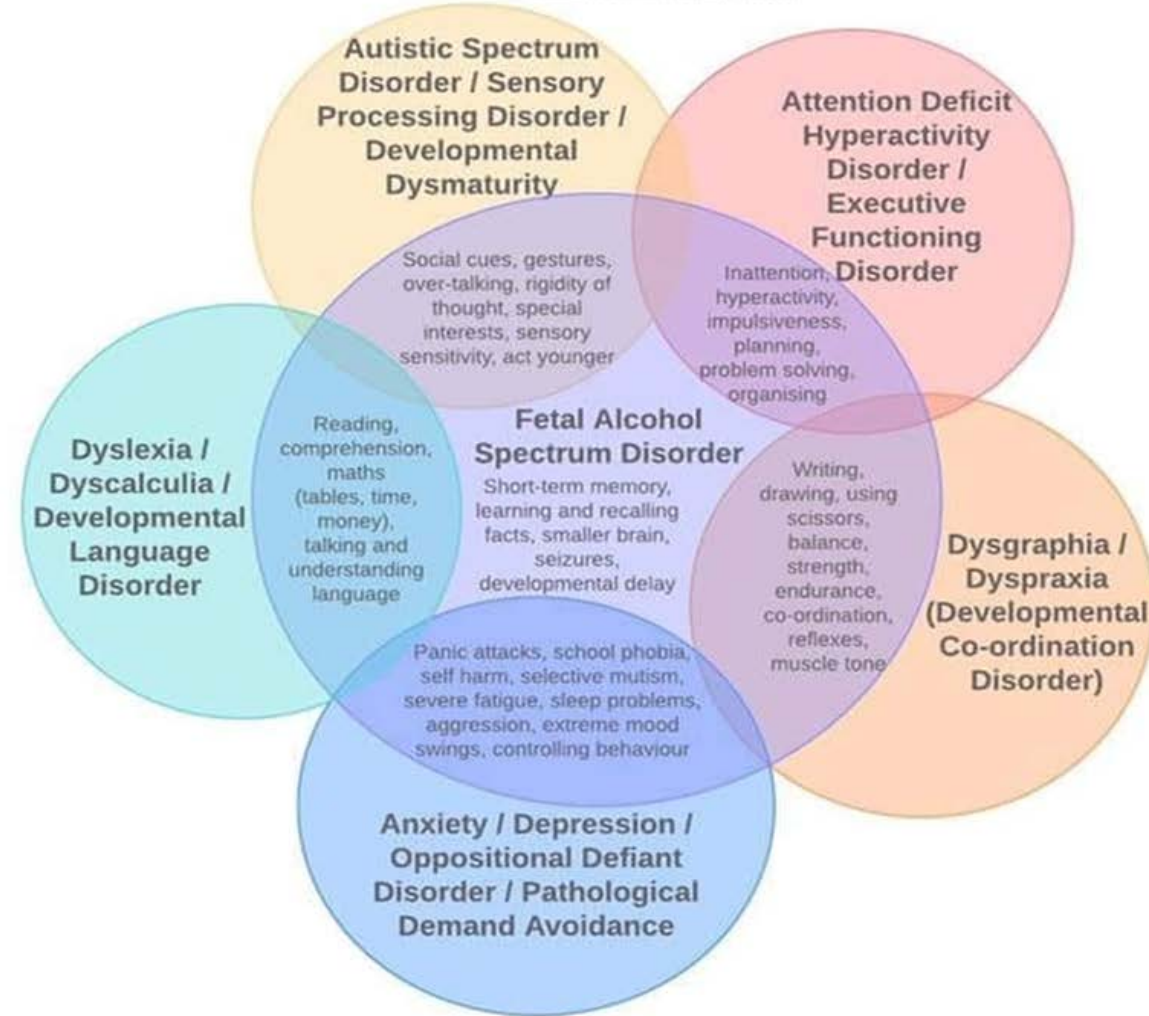 Autistic Spectrum
Disorder / Sensory
Processing Disorder /
Developmental
Dysmaturity
Attention Deficit
Hyperactivity
Disorder /
Executive
Functioning
Disorder
Social cues, gestures,
over-talking, rigidity of
thought, special
interests, sensory
sensitivity, act younger
Inattention,
hyperactivity,
impulsiveness,
planning,
problem solving,
organising
Dyslexia /
Dyscalculia /
Developmental
Language
Disorder
Reading,
comprehension,
maths
(tables, time,
money),
talking and
understanding
language
Fetal Alcohol
Spectrum Disorder
Short-term memory,
learning and recalling
facts, smaller brain,
seizures,
developmental delay
Writing,
drawing, using
scissors,
balance,
strength,
endurance,
co-ordination,
reflexes,
muscle tone
Dysgraphia /
Dyspraxia
(Developmental
Co-ordination
Disorder)
Panic attacks, school phobia,
self harm, selective mutism,
severe fatigue, sleep problems,
aggression, extreme mood
swings, controlling behaviour
Anxiety / Depression /
Oppositional Defiant
Disorder / Pathological
Demand Avoidance